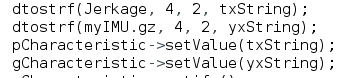 dtostrf(Jerkage, 4, 2, txString);
dtostrf(myIMU.gz, 4, 2, yxString);
pCharacteristic->setValue(txString);
gCharacteristic->setValue(yxString);